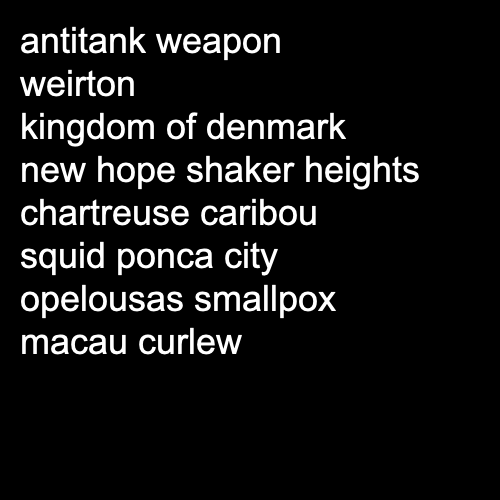 antitank weapon
weirton
kingdom of denmark
new hope shaker heights
chartreuse caribou
squid ponca city
opelousas smallpox
macau curlew